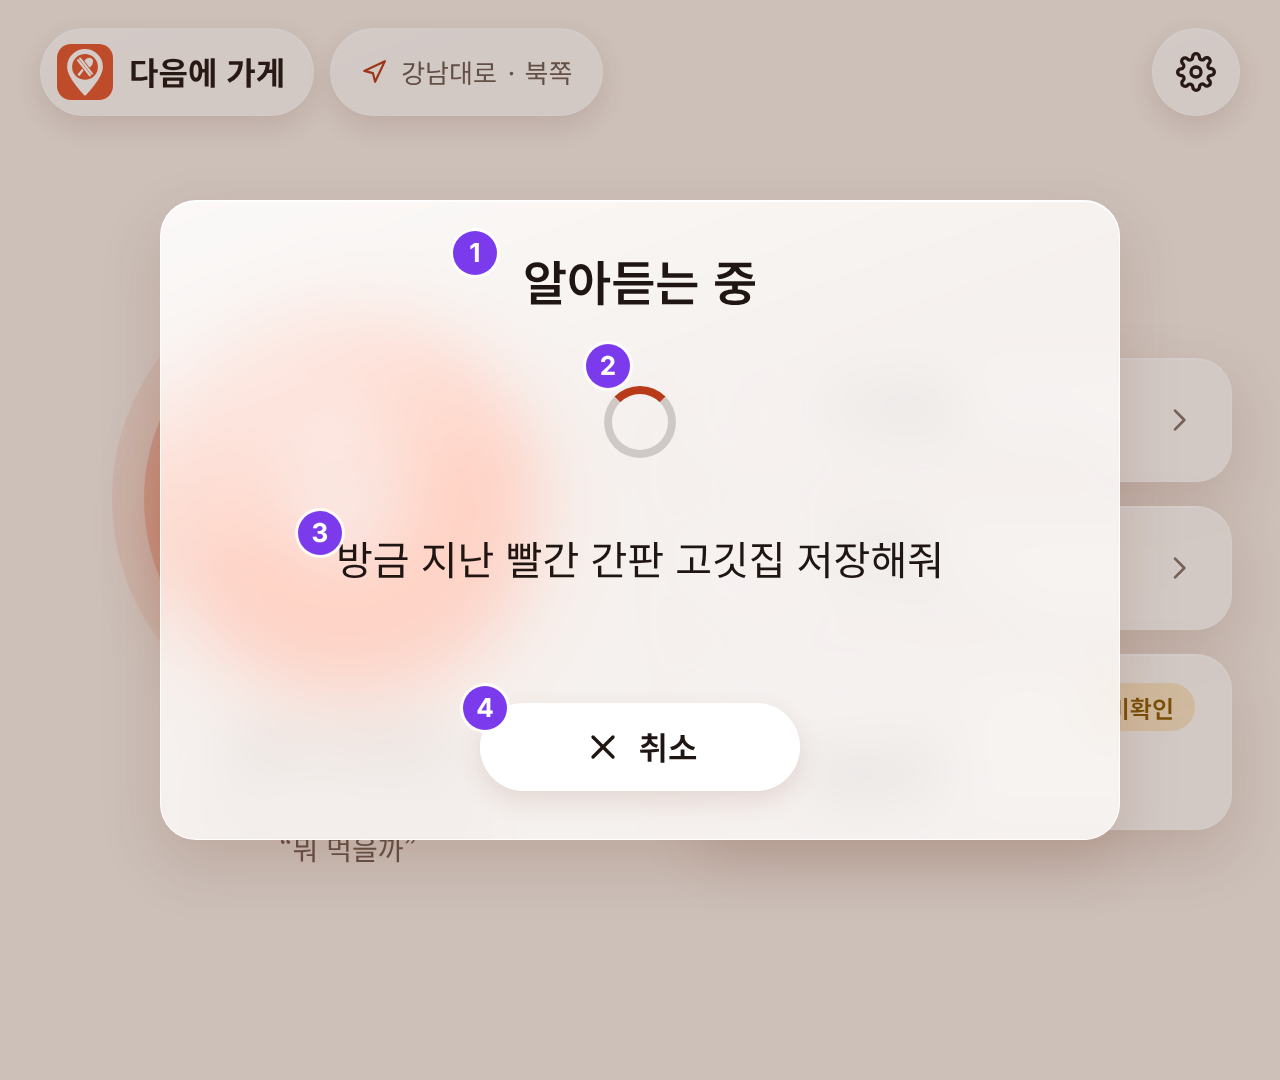 다음에 가게
강남대로 · 북쪽
1
알아듣는 중
2
3
방금 지난 빨간 간판 고깃집 저장해줘
미확인
4
취소
“뭐 먹을까”